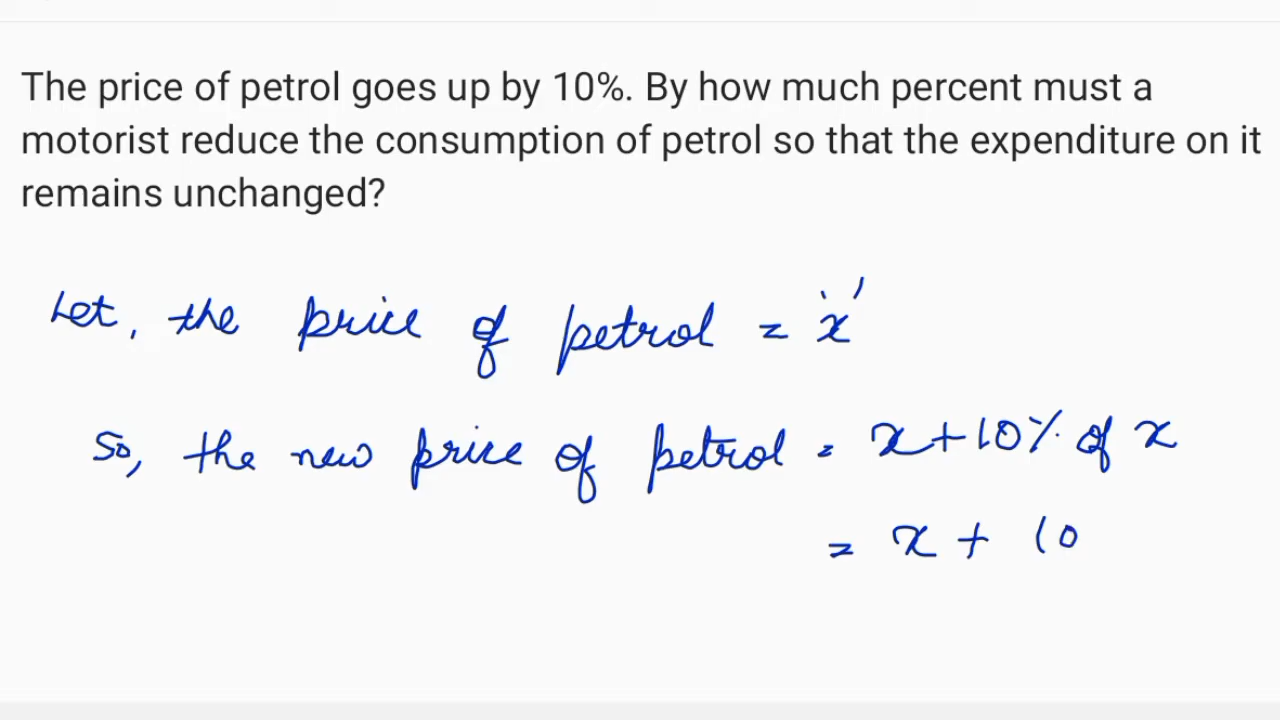 The price of petrol goes up by 10%. By how much percent must a
motorist reduce the consumption of petrol so that the expenditure on it
remains unchanged?
Let, the price of petrol = 'x'
So, the new price of petrol = x + 10% of x
= x + 10